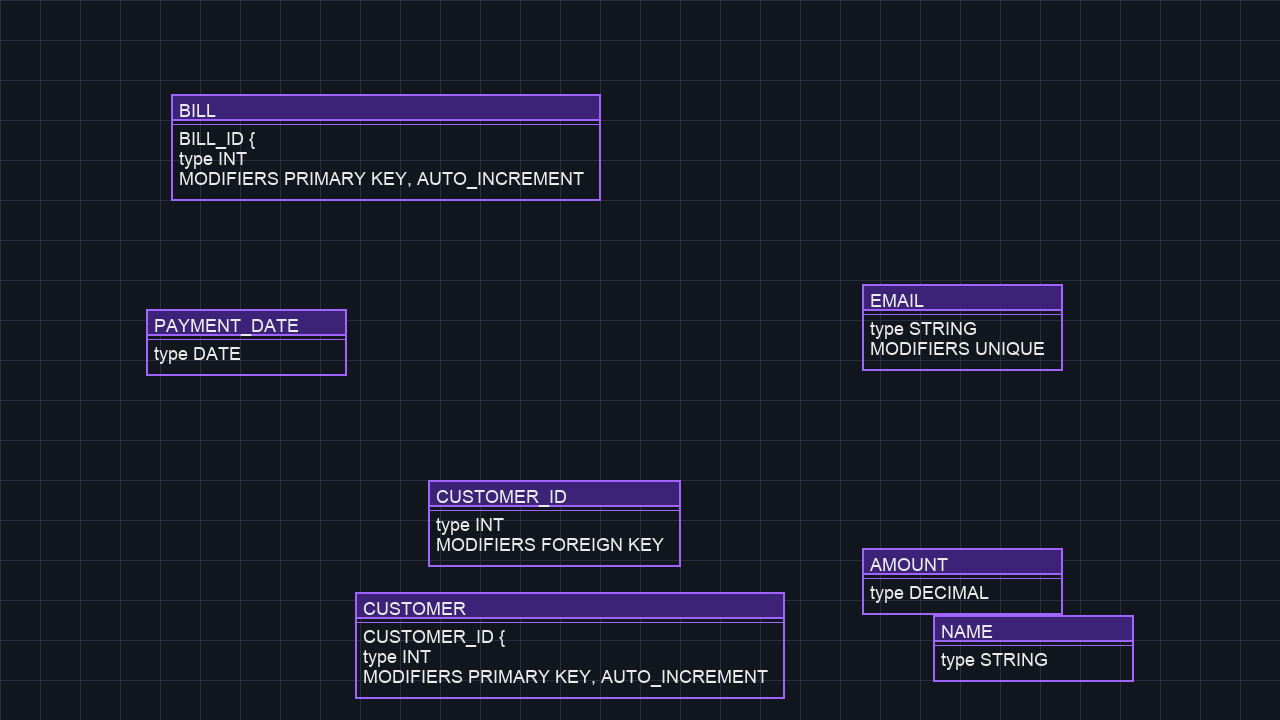 BILL
BILL_ID {
type INT
MODIFIERS PRIMARY KEY, AUTO_INCREMENT
EMAIL
type STRING
MODIFIERS UNIQUE
PAYMENT_DATE
type DATE
CUSTOMER_ID
type INT
MODIFIERS FOREIGN KEY
AMOUNT
type DECIMAL
CUSTOMER
CUSTOMER_ID {
type INT
MODIFIERS PRIMARY KEY, AUTO_INCREMENT
NAME
type STRING